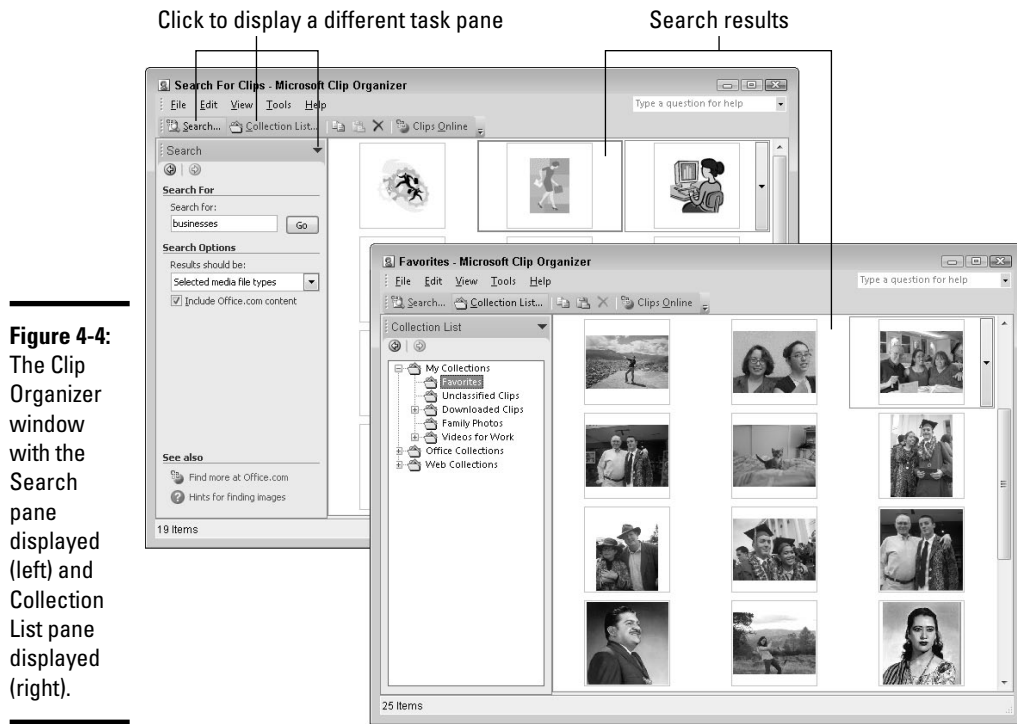 Click to display a different task pane
Search results
Search For Clips - Microsoft Clip Organizer
File Edit View Tools Help
Type a question for help
Search... Collection List... Clips Online
Search
Search For
Search for:
businesses
Go
Search Options
Results should be:
Selected media file types
Include Office.com content
See also
Find more at Office.com
Hints for finding images
19 Items
Favorites - Microsoft Clip Organizer
File Edit View Tools Help
Type a question for help
Search... Collection List... Clips Online
Collection List
My Collections
Favorites
Unclassified Clips
Downloaded Clips
Family Photos
Videos for Work
Office Collections
Web Collections
25 Items
Figure 4-4:
The Clip
Organizer
window
with the
Search
pane
displayed
(left) and
Collection
List pane
displayed
(right).